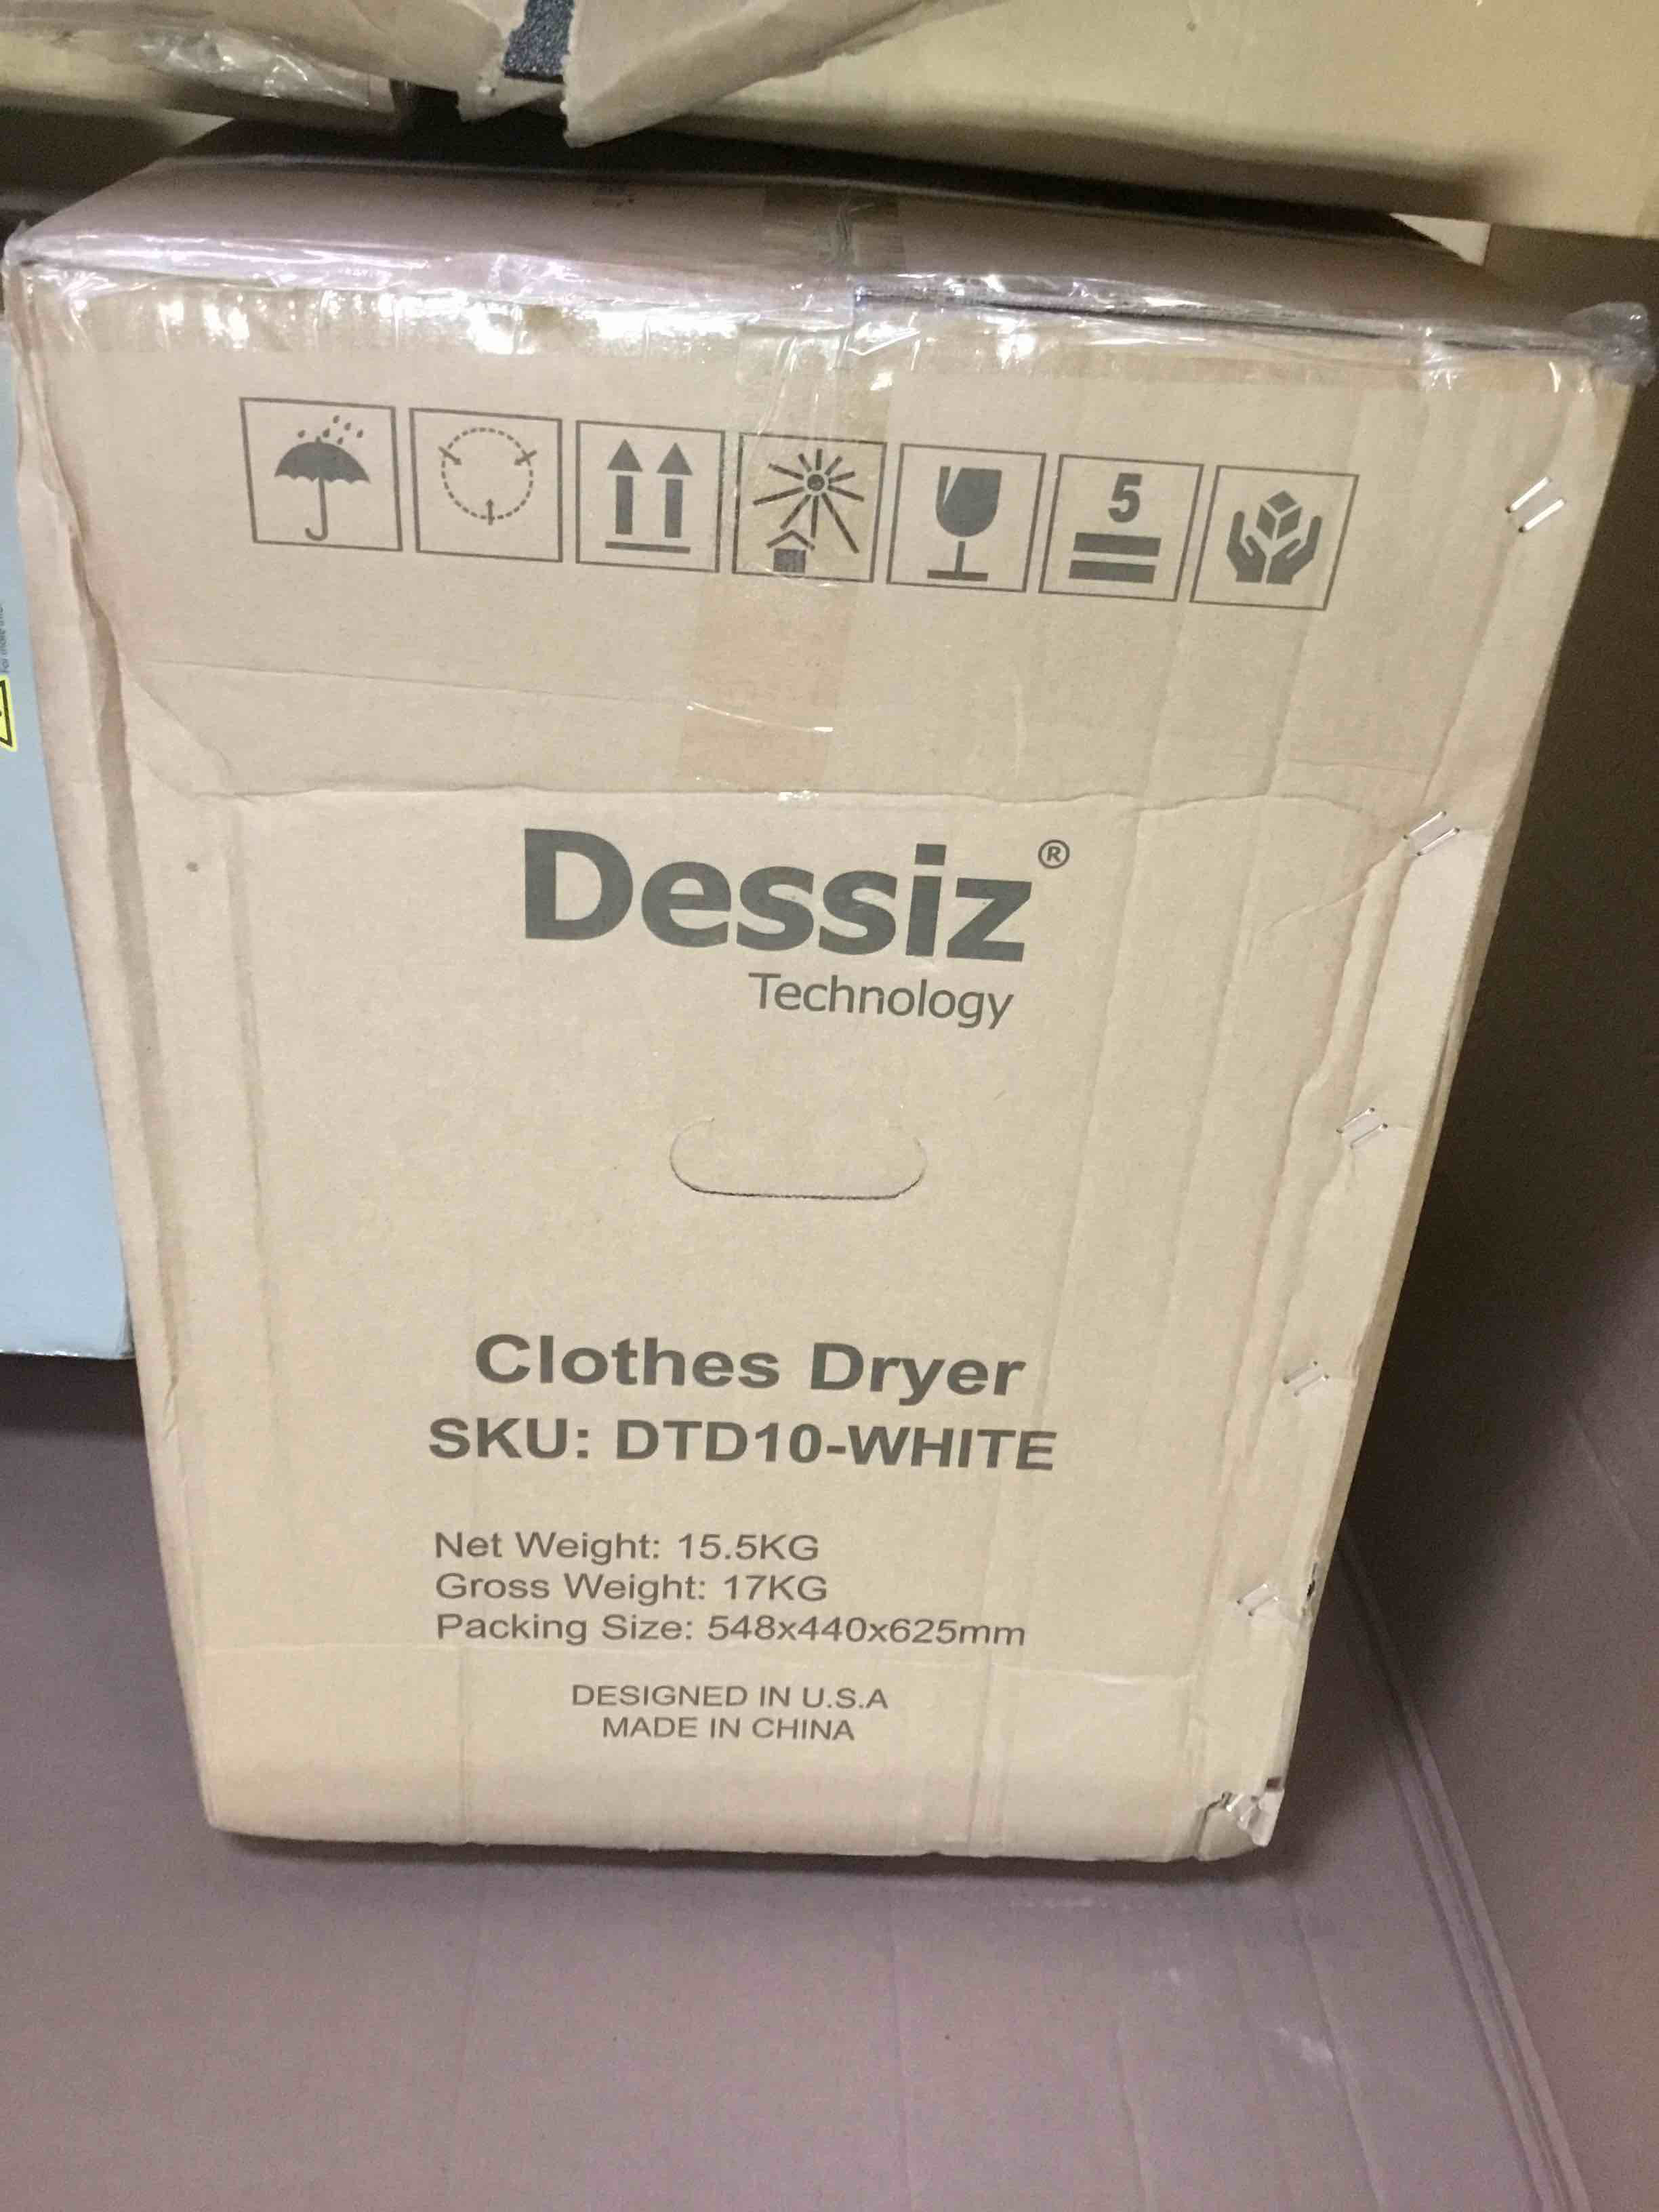 5
Dessiz®
Technology
Clothes Dryer
SKU: DTD10-WHITE
Net Weight: 15.5KG
Gross Weight: 17KG
Packing Size: 548x440x625mm
DESIGNED IN U.S.A
MADE IN CHINA